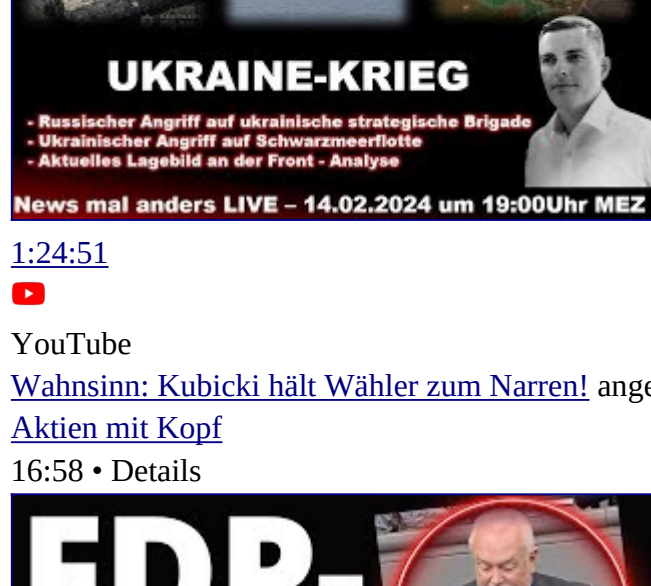 UKRAINE-KRIEG
- Russischer Angriff auf ukrainische strategische Brigade
- Ukrainischer Angriff auf Schwarzmeerflotte
- Aktuelles Lagebild an der Front - Analyse
News mal anders LIVE – 14.02.2024 um 19:00Uhr MEZ
1:24:51
YouTube
Wahnsinn: Kubicki hält Wähler zum Narren! ange
Aktien mit Kopf
16:58 • Details
FDP-